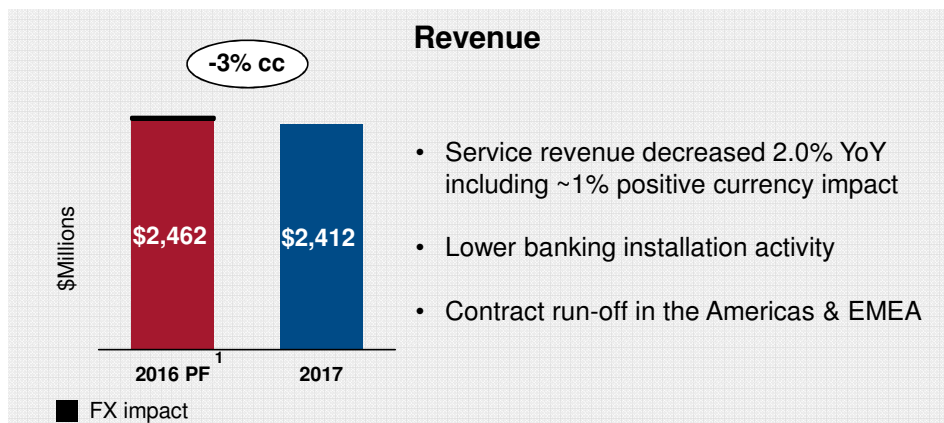 Revenue
-3% cc
$Millions
$2,462
$2,412
2016 PF 1
2017
FX impact
• Service revenue decreased 2.0% YoY
including ~1% positive currency impact
• Lower banking installation activity
• Contract run-off in the Americas & EMEA